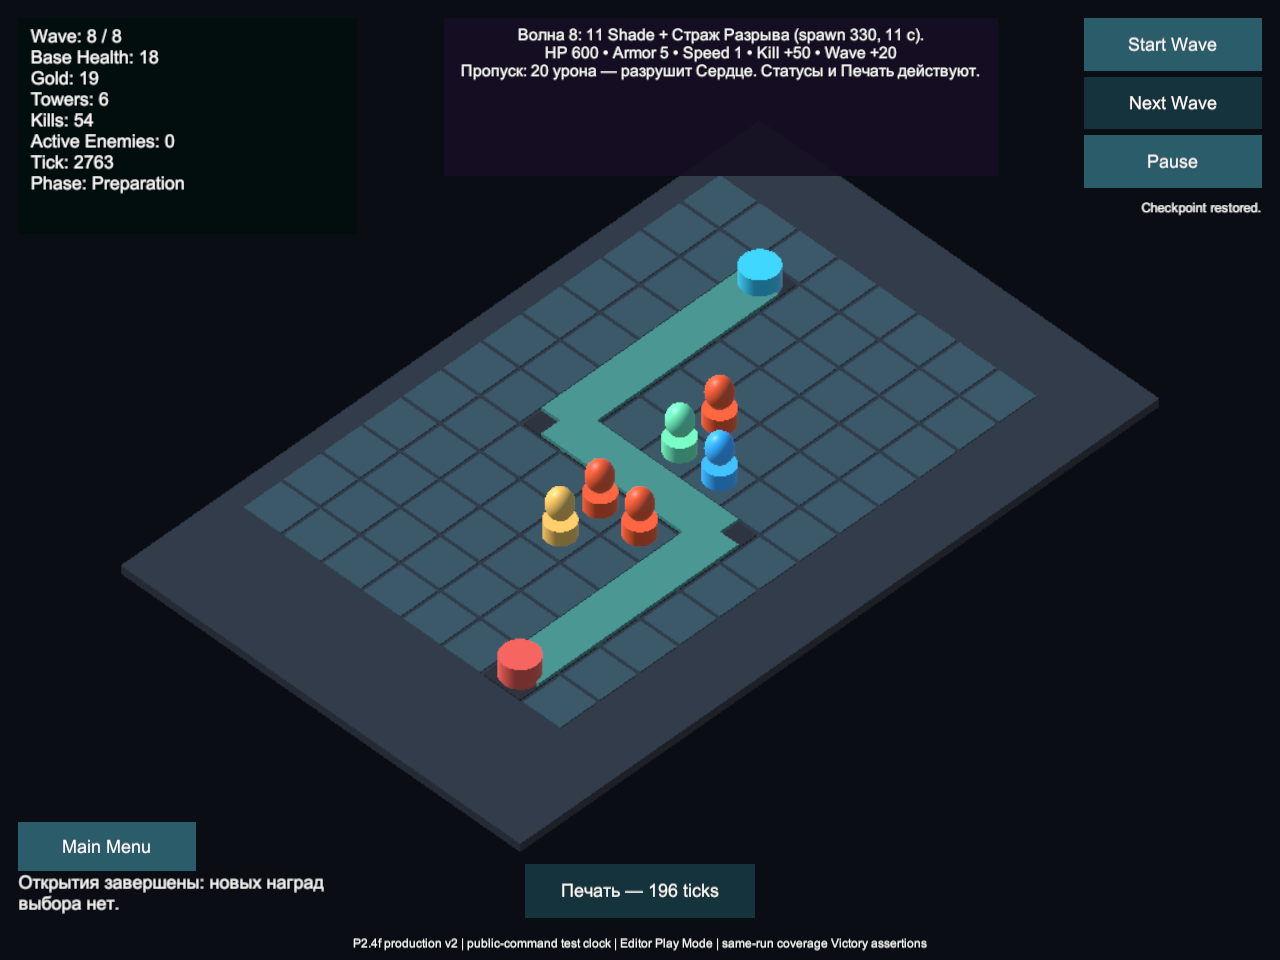 Wave: 8 / 8
Base Health: 18
Gold: 19
Towers: 6
Kills: 54
Active Enemies: 0
Tick: 2763
Phase: Preparation
Волна 8: 11 Shade + Страж Разрыва (spawn 330, 11 с).
HP 600 • Armor 5 • Speed 1 • Kill +50 • Wave +20
Пропуск: 20 урона — разрушит Сердце. Статусы и Печать действуют.
Start Wave
Next Wave
Pause
Checkpoint restored.
Main Menu
Открытия завершены: новых наград
выбора нет.
Печать — 196 ticks
P2.4f production v2 | public-command test clock | Editor Play Mode | same-run coverage Victory assertions